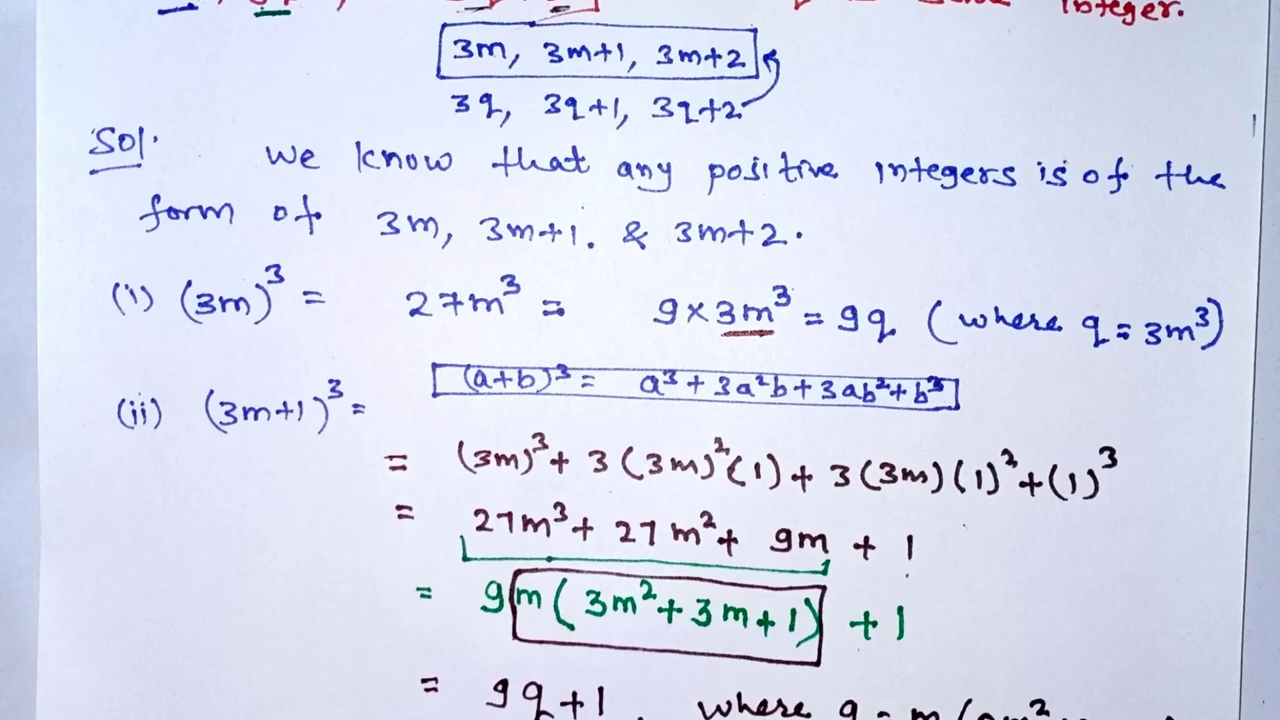 integer.
3m, 3m+1, 3m+2
3q, 3q+1, 3q+2
Sol. We know that any positive integers is of the
form of 3m, 3m+1. & 3m+2.
(i) (3m)³ = 27m³ = 9×3m³ = 9q (where q = 3m³)
(a+b)³ = a³ + 3a²b + 3ab² + b³
(ii) (3m+1)³ =
= (3m)³ + 3(3m)²(1) + 3(3m)(1)² + (1)³
= 27m³ + 27m² + 9m + 1
= 9m(3m²+3m+1) + 1
= 9q+1, where q = m(